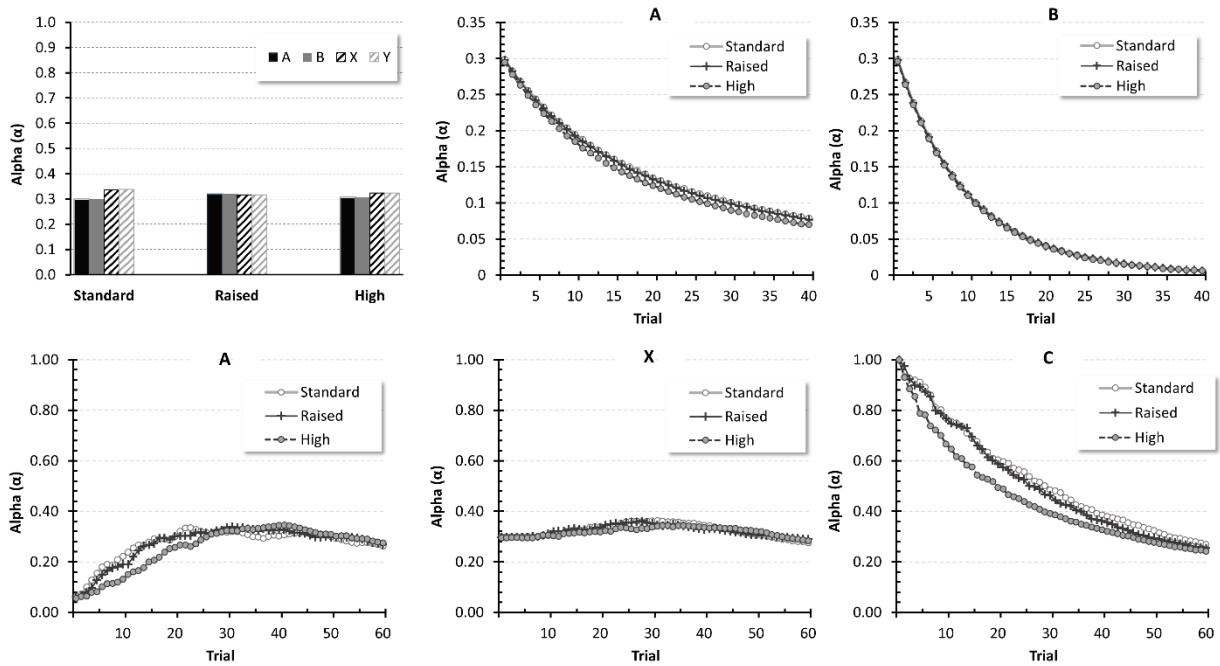 1.0
0.9
0.8
0.7
0.6
0.5
0.4
0.3
0.2
0.1
0.0
Alpha (α)
A B X Y
Standard Raised High
A
0.35
0.3
0.25
0.2
0.15
0.1
0.05
0
Alpha (α)
Standard
Raised
High
5 10 15 20 25 30 35 40
Trial
B
0.35
0.3
0.25
0.2
0.15
0.1
0.05
0
Alpha (α)
Standard
Raised
High
5 10 15 20 25 30 35 40
Trial
A
1.00
0.80
0.60
0.40
0.20
0.00
Alpha (α)
Standard
Raised
High
10 20 30 40 50 60
Trial
X
1.00
0.80
0.60
0.40
0.20
0.00
Alpha (α)
Standard
Raised
High
10 20 30 40 50 60
Trial
C
1.00
0.80
0.60
0.40
0.20
0.00
Alpha (α)
Standard
Raised
High
10 20 30 40 50 60
Trial